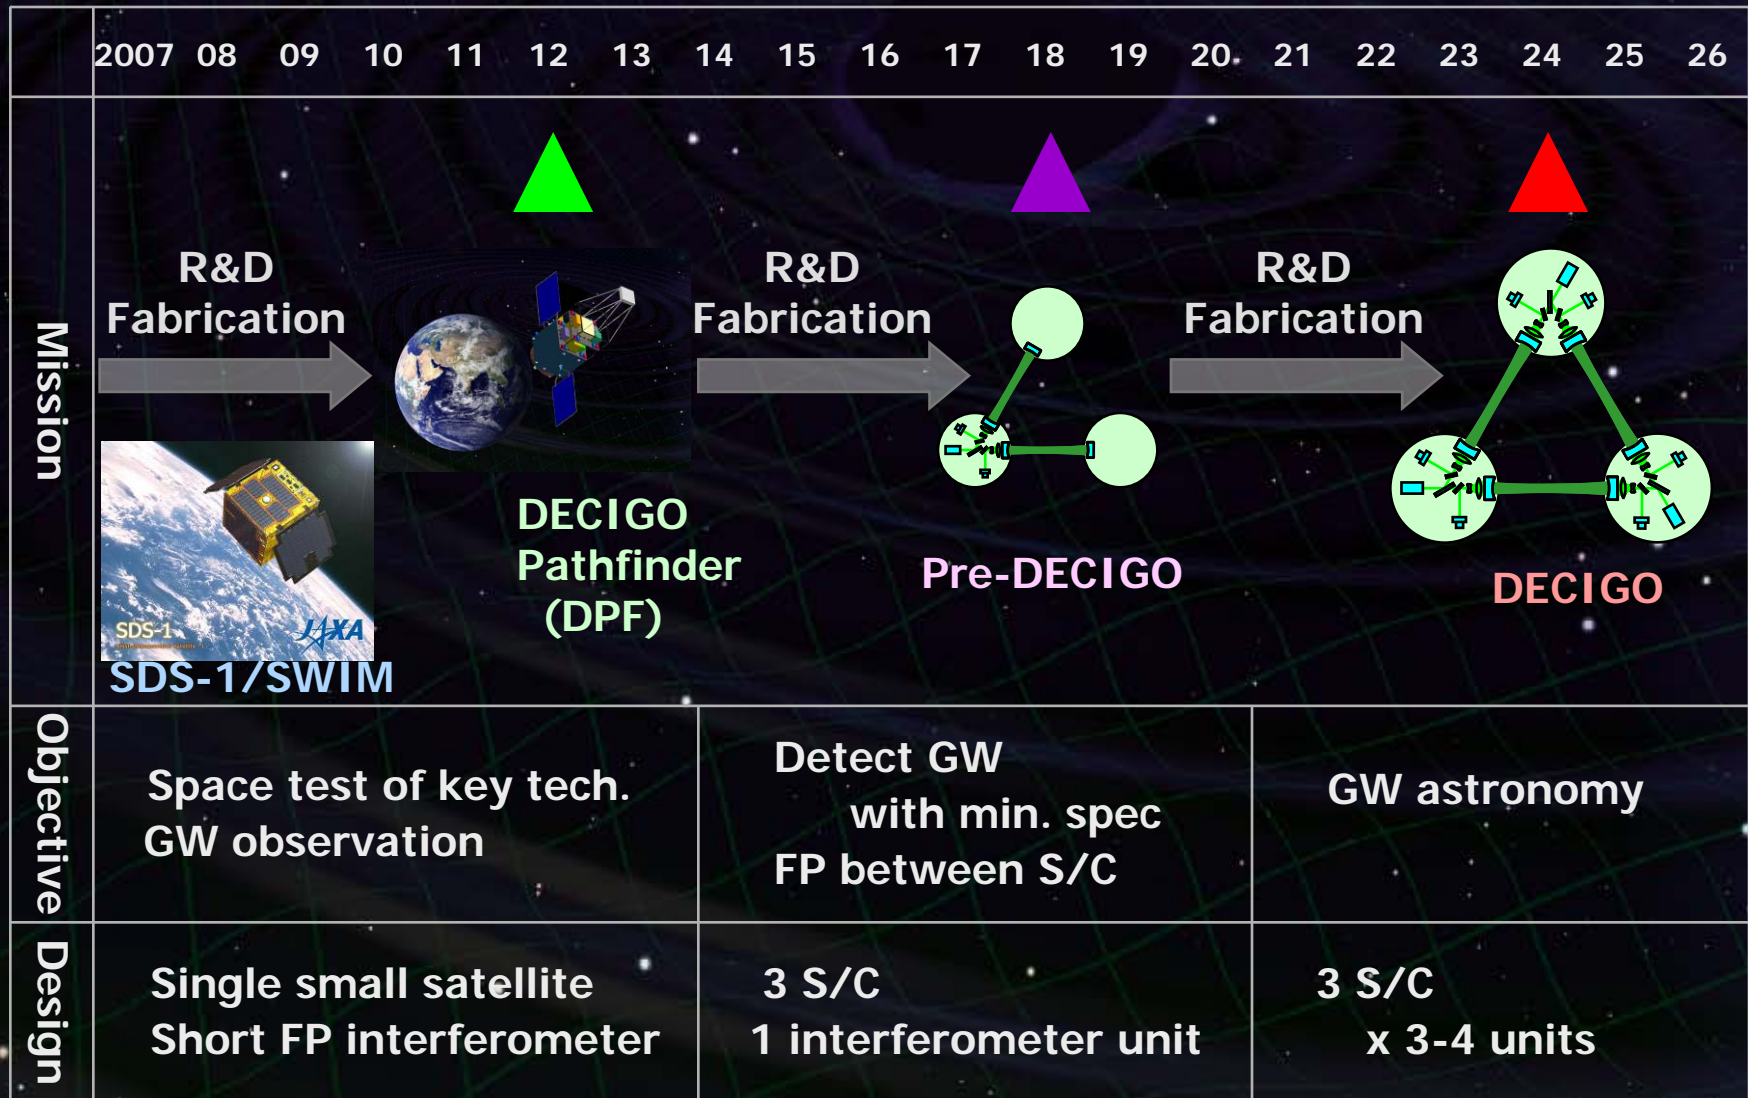 2007 08 09 10 11 12 13 14 15 16 17 18 19 20 21 22 23 24 25 26
Mission
R&D
Fabrication
R&D
Fabrication
R&D
Fabrication
SDS-1
JAXA
SDS-1/SWIM
DECIGO
Pathfinder
(DPF)
Pre-DECIGO
DECIGO
Objective
Space test of key tech.
GW observation
Detect GW
with min. spec
FP between S/C
GW astronomy
Design
Single small satellite
Short FP interferometer
3 S/C
1 interferometer unit
3 S/C
x 3-4 units